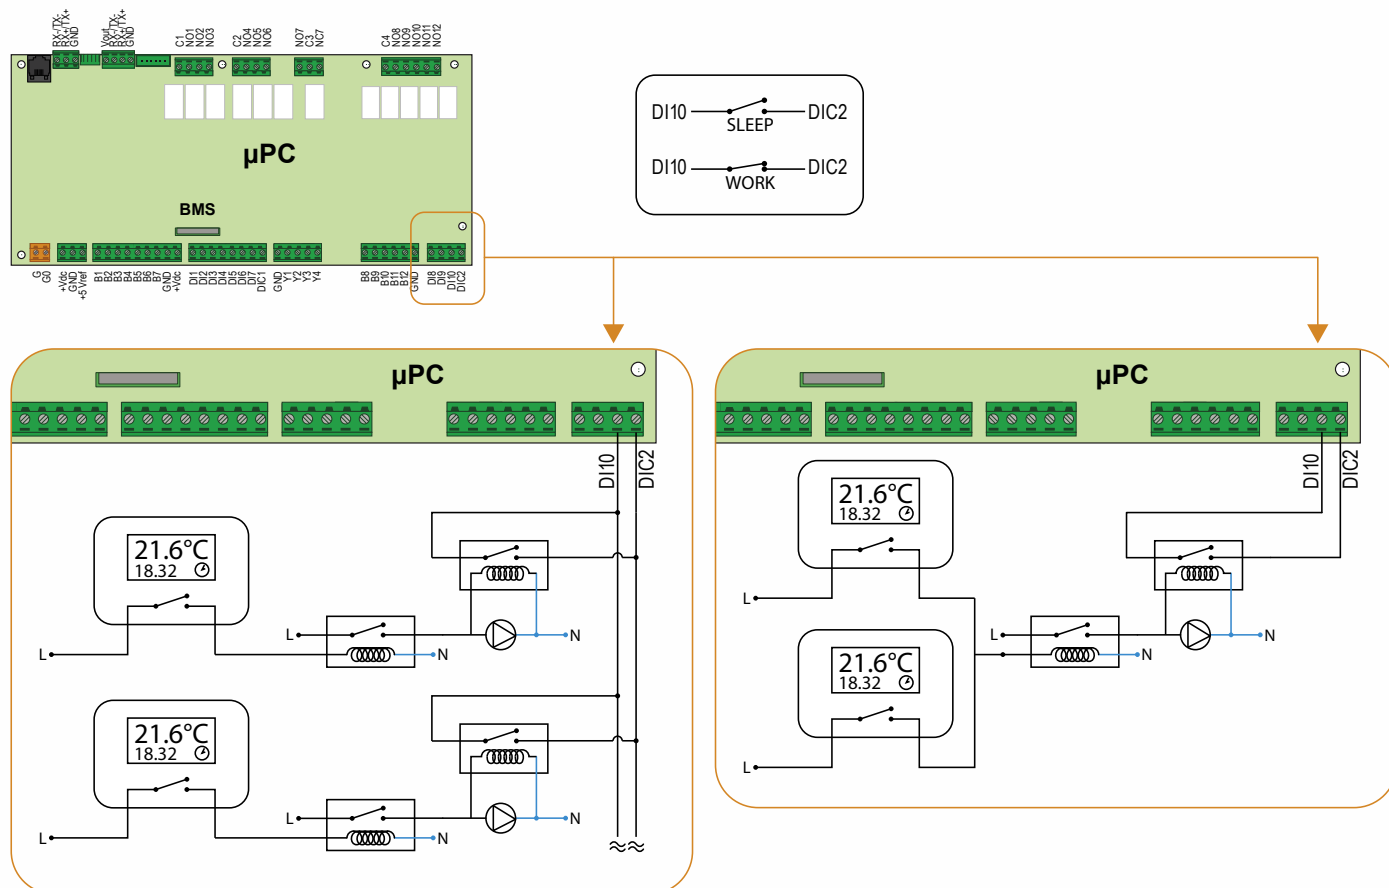 RX-/TX-
RX+/TX+
GND
Vout
RX-/TX-
RX+/TX+
GND
C1
NO1
NO2
NO3
C2
NO4
NO5
NO6
NO7
C3
NC7
C4
NO8
NO9
NO10
NO11
NO12
µPC
BMS
G
G0
+Vdc
GND
+5 Vref
B1
B2
B3
B4
B5
B6
B7
GND
+Vdc
DI1
DI2
DI3
DI4
DI5
DI6
DI7
DIC1
GND
Y1
Y2
Y3
Y4
B8
B9
B10
B11
B12
GND
DI8
DI9
DI10
DIC2
DI10 DIC2
SLEEP
DI10 DIC2
WORK
µPC
DI10
DIC2
21.6°C
18.32
L
L
N
N
21.6°C
18.32
L
L
N
N
≈≈
µPC
DI10
DIC2
21.6°C
18.32
L
21.6°C
18.32
L
L
N
N